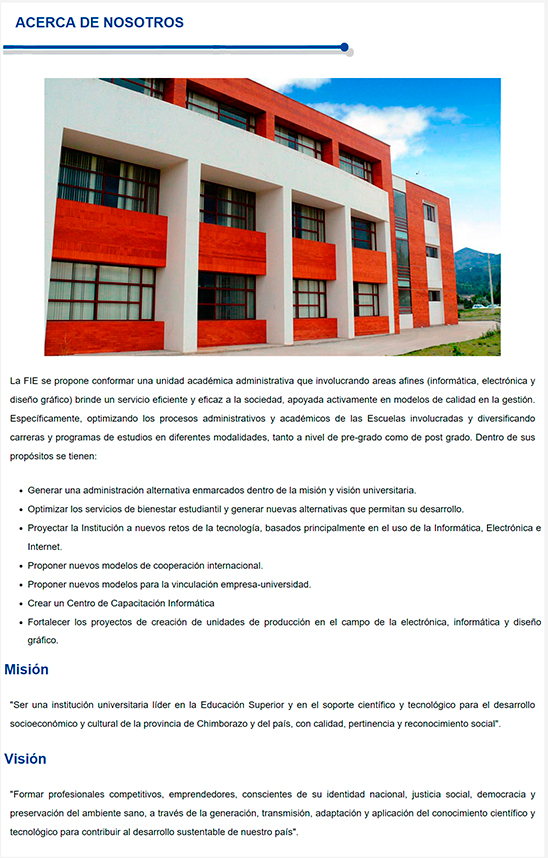 ACERCA DE NOSOTROS
La FIE se propone conformar una unidad académica administrativa que involucrando areas afines (informática, electrónica y
diseño gráfico) brinde un servicio eficiente y eficaz a la sociedad, apoyada activamente en modelos de calidad en la gestión.
Específicamente, optimizando los procesos administrativos y académicos de las Escuelas involucradas y diversificando
carreras y programas de estudios en diferentes modalidades, tanto a nivel de pre-grado como de post grado. Dentro de sus
propósitos se tienen:
• Generar una administración alternativa enmarcados dentro de la misión y visión universitaria.
• Optimizar los servicios de bienestar estudiantil y generar nuevas alternativas que permitan su desarrollo.
• Proyectar la Institución a nuevos retos de la tecnología, basados principalmente en el uso de la Informática, Electrónica e
Internet.
• Proponer nuevos modelos de cooperación internacional.
• Proponer nuevos modelos para la vinculación empresa-universidad.
• Crear un Centro de Capacitación Informática
• Fortalecer los proyectos de creación de unidades de producción en el campo de la electrónica, informática y diseño
gráfico.
Misión
"Ser una institución universitaria líder en la Educación Superior y en el soporte científico y tecnológico para el desarrollo
socioeconómico y cultural de la provincia de Chimborazo y del país, con calidad, pertinencia y reconocimiento social".
Visión
"Formar profesionales competitivos, emprendedores, conscientes de su identidad nacional, justicia social, democracia y
preservación del ambiente sano, a través de la generación, transmisión, adaptación y aplicación del conocimiento científico y
tecnológico para contribuir al desarrollo sustentable de nuestro país".